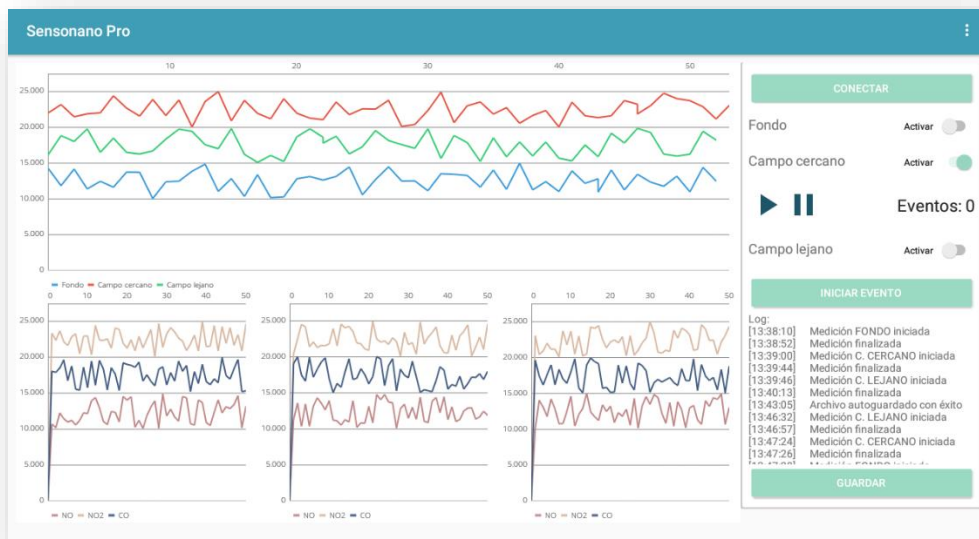 Sensonano Pro
10 20 30 40 50
25.000
20.000
15.000
10.000
5.000
0
Fondo Campo cercano Campo lejano
0 10 20 30 40 50
25.000
20.000
15.000
10.000
5.000
0
NO NO2 CO
0 10 20 30 40 50
25.000
20.000
15.000
10.000
5.000
0
NO NO2 CO
0 10 20 30 40 50
25.000
20.000
15.000
10.000
5.000
0
NO NO2 CO
CONECTAR
Fondo Activar
Campo cercano Activar
Eventos: 0
Campo lejano Activar
INICIAR EVENTO
Log:
[13:38:10] Medición FONDO iniciada
[13:38:52] Medición finalizada
[13:39:00] Medición C. CERCANO iniciada
[13:39:44] Medición finalizada
[13:39:46] Medición C. LEJANO iniciada
[13:40:13] Medición finalizada
[13:43:05] Archivo autoguardado con éxito
[13:46:32] Medición C. LEJANO iniciada
[13:46:57] Medición finalizada
[13:47:24] Medición C. CERCANO iniciada
[13:47:26] Medición finalizada
GUARDAR